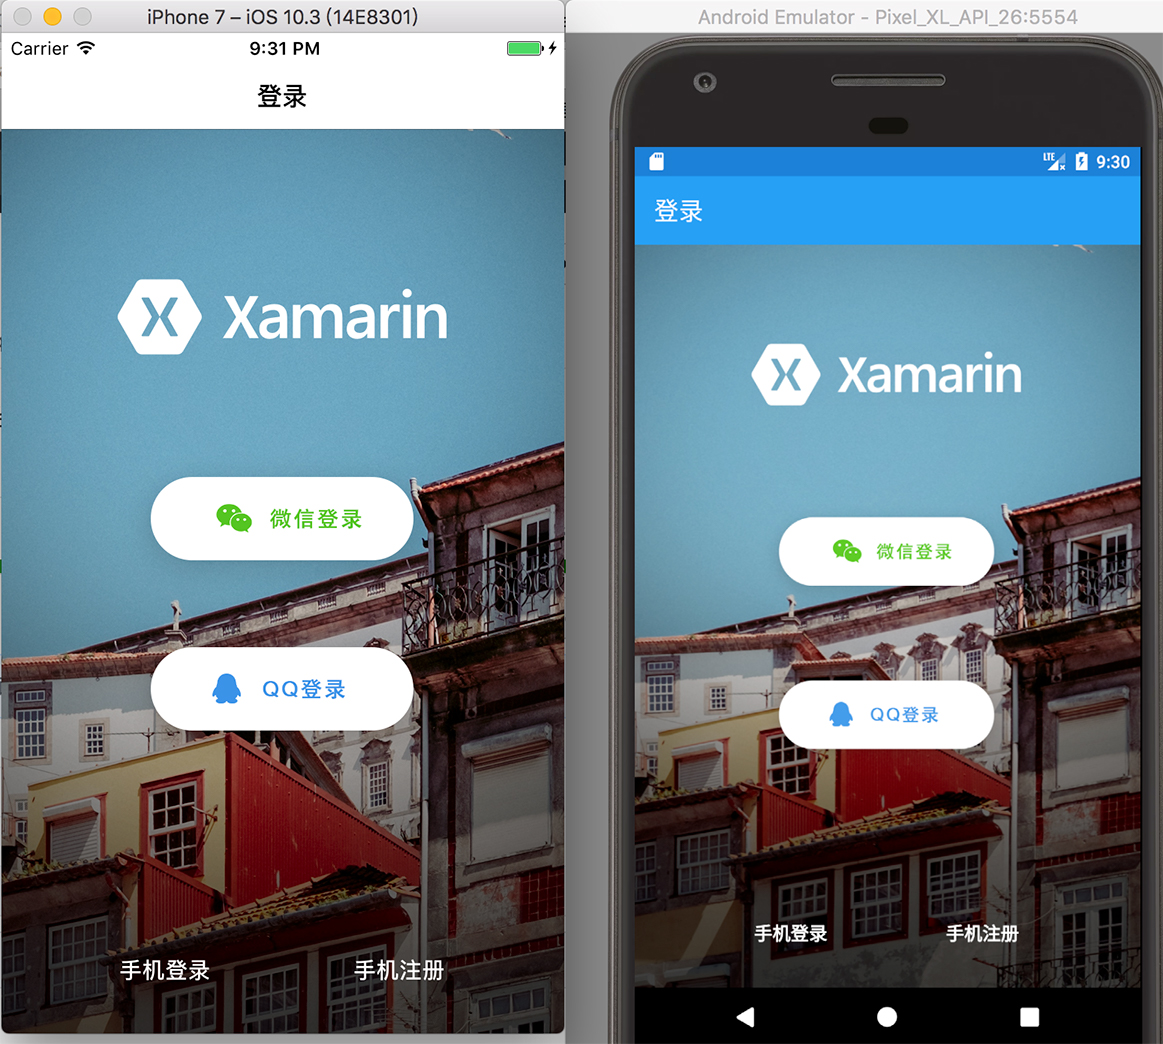 iPhone 7 – iOS 10.3 (14E8301)
Carrier 9:31 PM
登录
Xamarin
微信登录
QQ登录
手机登录 手机注册
Android Emulator - Pixel_XL_API_26:5554
LTE 9:30
登录
Xamarin
微信登录
QQ登录
手机登录 手机注册